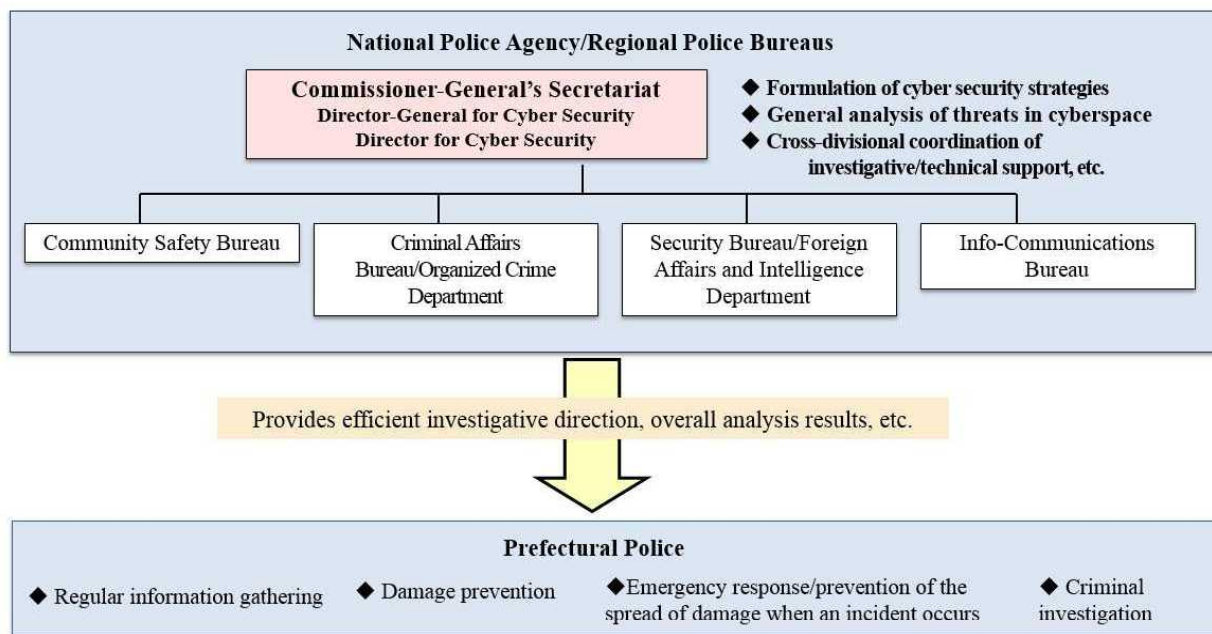 National Police Agency/Regional Police Bureaus
Commissioner-General's Secretariat
Director-General for Cyber Security
Director for Cyber Security
◆ Formulation of cyber security strategies
◆ General analysis of threats in cyberspace
◆ Cross-divisional coordination of
investigative/technical support, etc.
Community Safety Bureau
Criminal Affairs
Bureau/Organized Crime
Department
Security Bureau/Foreign
Affairs and Intelligence
Department
Info-Communications
Bureau
Provides efficient investigative direction, overall analysis results, etc.
Prefectural Police
◆ Regular information gathering
◆ Damage prevention
◆Emergency response/prevention of the
spread of damage when an incident occurs
◆ Criminal
investigation